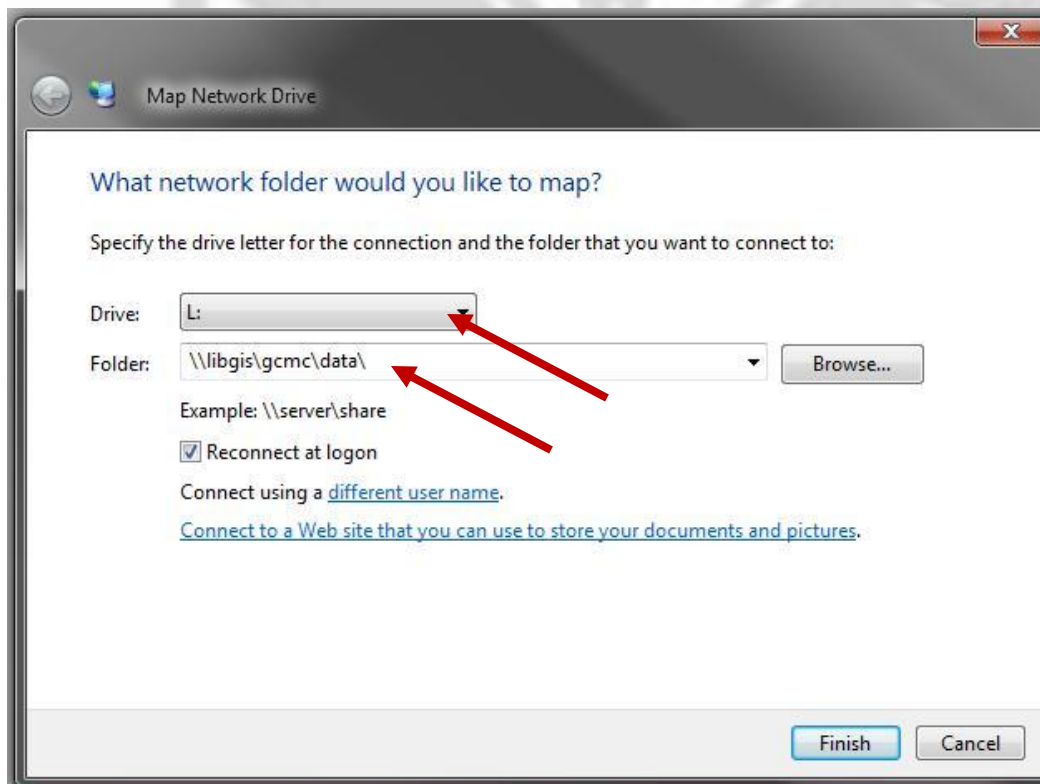 Map Network Drive
What network folder would you like to map?
Specify the drive letter for the connection and the folder that you want to connect to:
Drive: L:
Folder: \\libgis\gcmc\data\ Browse...
Example: \\server\share
Reconnect at logon
Connect using a different user name.
Connect to a Web site that you can use to store your documents and pictures.
Finish Cancel